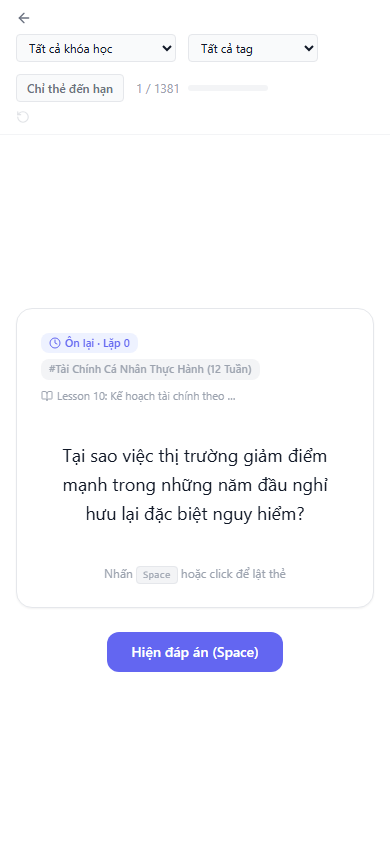 Tất cả khóa học
Tất cả tag
Chỉ thẻ đến hạn
1 / 1381
Ôn lại · Lặp 0
#Tài Chính Cá Nhân Thực Hành (12 Tuần)
Lesson 10: Kế hoạch tài chính theo ...
Tại sao việc thị trường giảm điểm
mạnh trong những năm đầu nghỉ
hưu lại đặc biệt nguy hiểm?
Nhấn Space hoặc click để lật thẻ
Hiện đáp án (Space)